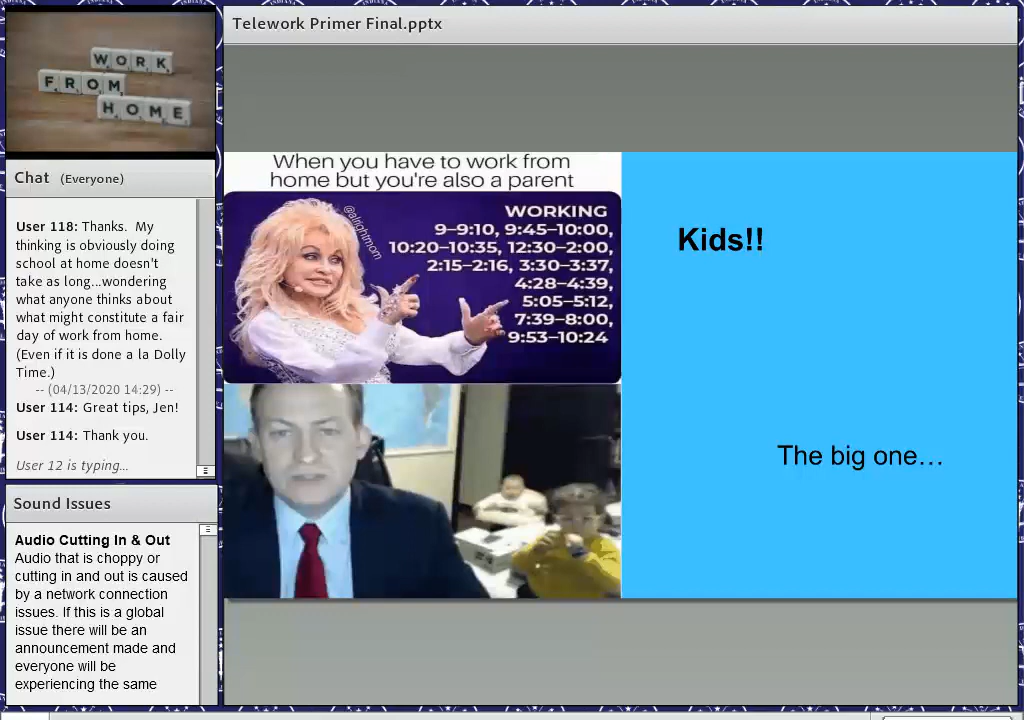 Telework Primer Final.pptx
WORK
FROM
HOME
Chat (Everyone)
User 118: Thanks. My
thinking is obviously doing
school at home doesn't
take as long...wondering
what anyone thinks about
what might constitute a fair
day of work from home.
(Even if it is done a la Dolly
Time.)
-- (04/13/2020 14:29) --
User 114: Great tips, Jen!
User 114: Thank you.
User 12 is typing...
Sound Issues
Audio Cutting In & Out
Audio that is choppy or
cutting in and out is caused
by a network connection
issues. If this is a global
issue there will be an
announcement made and
everyone will be
experiencing the same
When you have to work from
home but you're also a parent
@alrightmom
WORKING
9–9:10, 9:45–10:00,
10:20–10:35, 12:30–2:00,
2:15–2:16, 3:30–3:37,
4:28–4:39,
5:05–5:12,
7:39–8:00,
9:53–10:24
Kids!!
The big one…